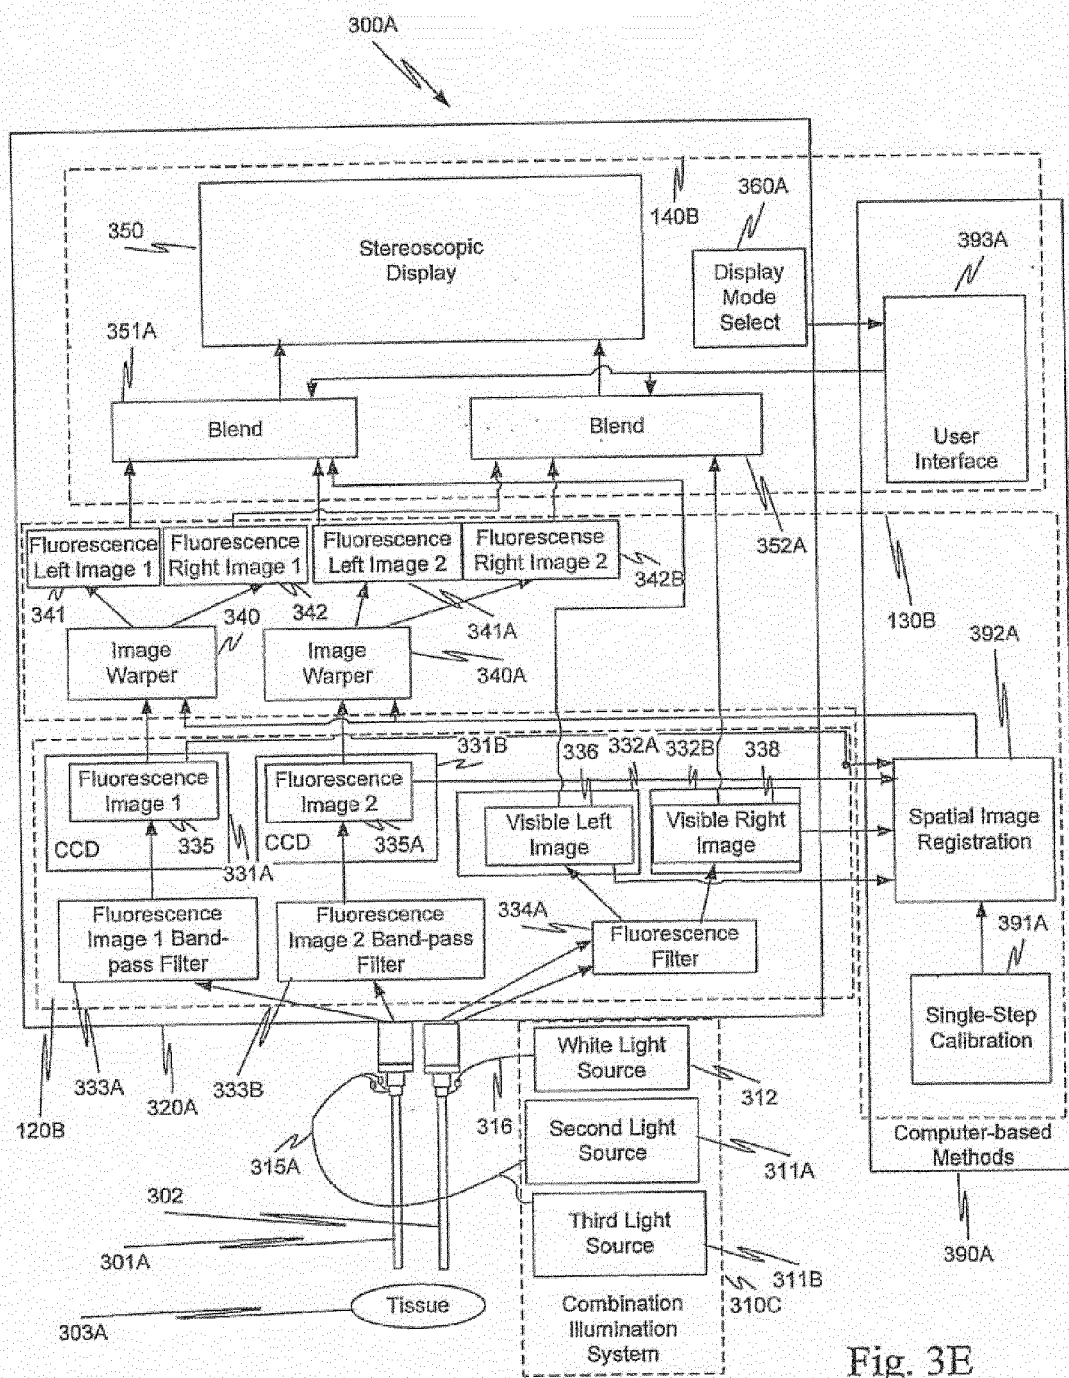 300A
140B
360A
350
Stereoscopic
Display
393A
Display
Mode
Select
351A
Blend
Blend
User
Interface
352A
Fluorescence
Left Image 1
Fluorescence
Right Image 1
Fluorescence
Left Image 2
Fluorescense
Right Image 2
342B
341
340
342
341A
130B
392A
Image
Warper
Image
Warper
340A
331B
336
332A
332B
338
Fluorescence
Image 1
Fluorescence
Image 2
Visible Left
Image
Visible Right
Image
Spatial Image
Registration
335
335A
CCD
CCD
331A
334A
391A
Fluorescence
Image 1 Band-
pass Filter
Fluorescence
Image 2 Band-pass
Filter
Fluorescence
Filter
Single-Step
Calibration
White Light
Source
333A
333B
320A
312
120B
316
Second Light
Source
Computer-based
Methods
315A
311A
302
Third Light
Source
301A
390A
311B
310C
Tissue
303A
Combination
Illumination
System
Fig. 3E